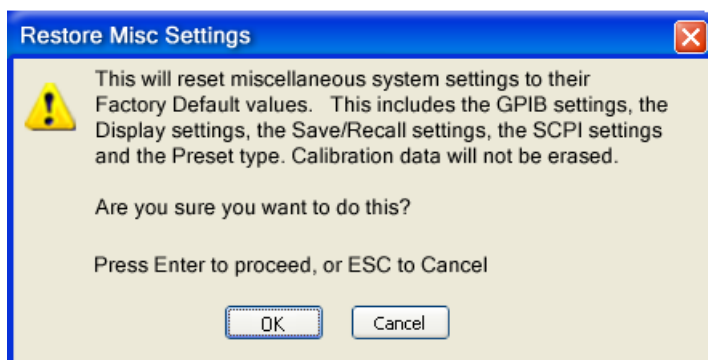 Restore Misc Settings
This will reset miscellaneous system settings to their
Factory Default values.   This includes the GPIB settings, the
Display settings, the Save/Recall settings, the SCPI settings
and the Preset type. Calibration data will not be erased.
Are you sure you want to do this?
Press Enter to proceed, or ESC to Cancel
OK
Cancel